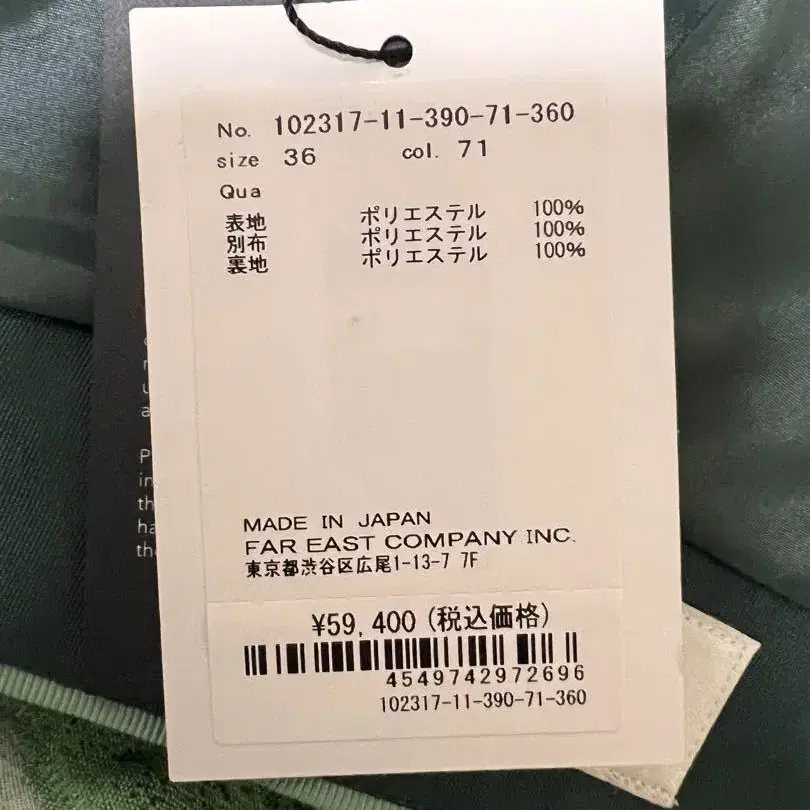 No. 102317-11-390-71-360
size 36 col. 71
Qua
表地 ポリエステル 100%
別布 ポリエステル 100%
裏地 ポリエステル 100%
MADE IN JAPAN
FAR EAST COMPANY INC.
東京都渋谷区広尾1-13-7 7F
¥59,400(税込価格)
4549742972696
102317-11-390-71-360